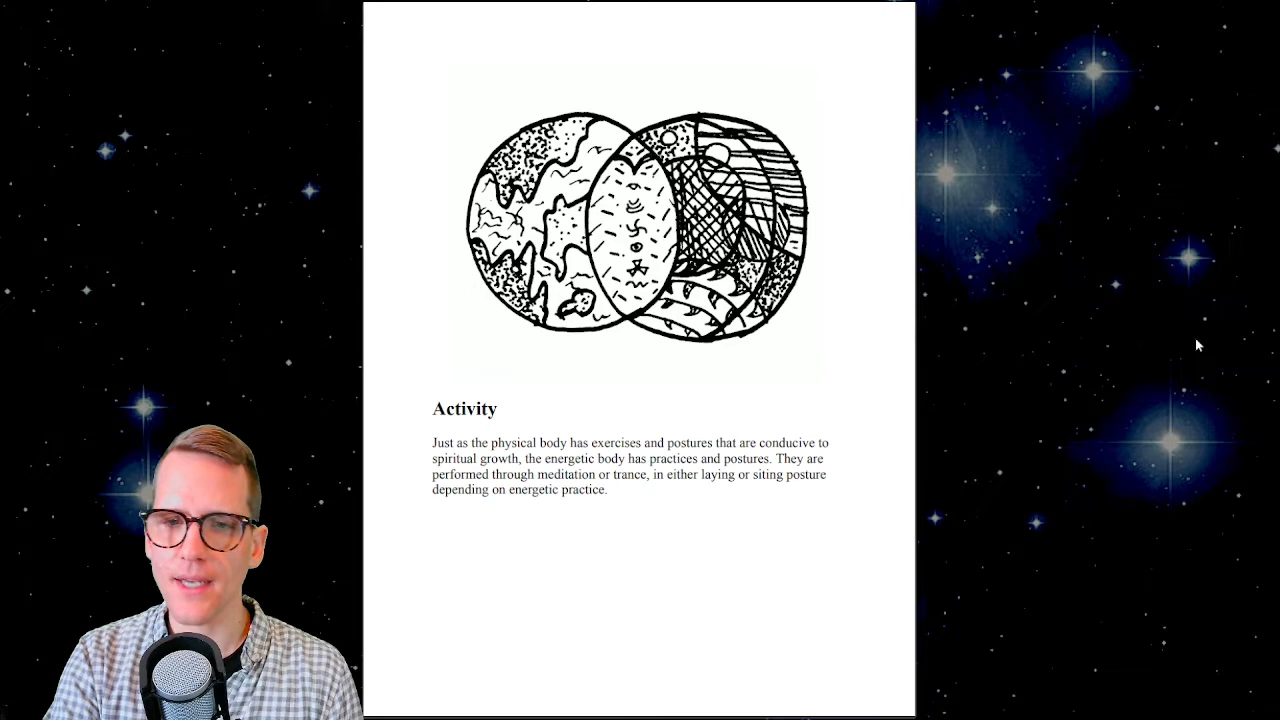 Activity
Just as the physical body has exercises and postures that are conducive to
spiritual growth, the energetic body has practices and postures. They are
performed through meditation or trance, in either laying or siting posture
depending on energetic practice.